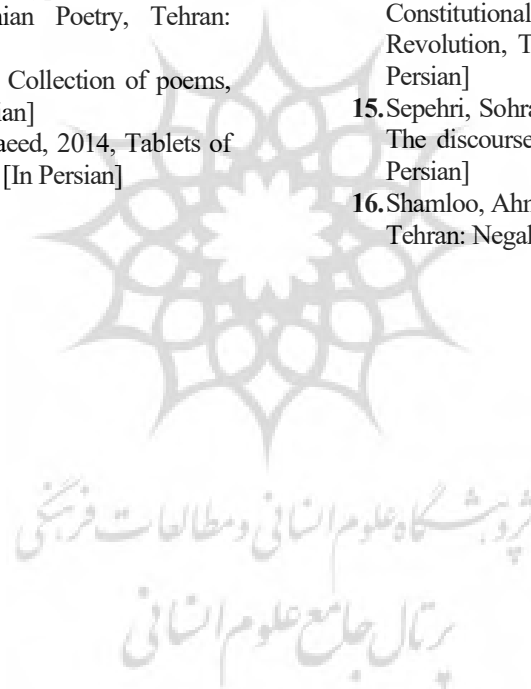 nian Poetry, Tehran:
Collection of poems,
ian]
aeed, 2014, Tablets of
[In Persian]
Constitutional
Revolution, T
Persian]
15. Sepehri, Sohra
The discourse
Persian]
16. Shamloo, Ahm
Tehran: Negal
پژوهشگاه علوم انسانی و مطالعات فرهنگی
پرتال جامع علوم انسانی